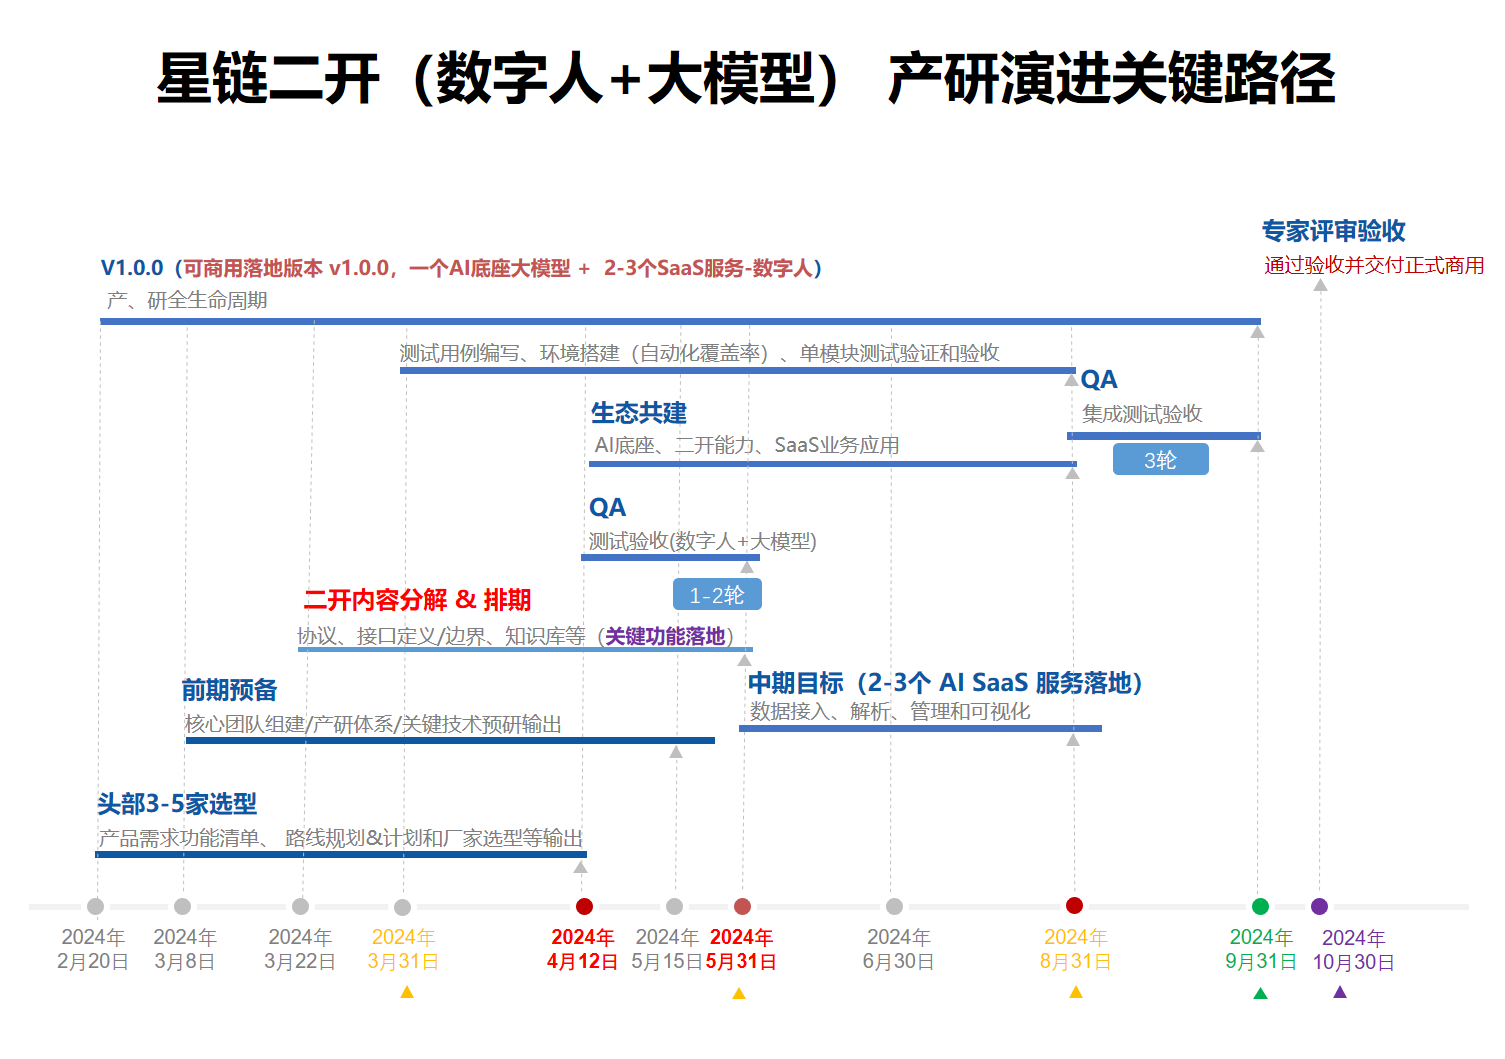 星链二开（数字人+大模型） 产研演进关键路径
专家评审验收
通过验收并交付正式商用
V1.0.0（可商用落地版本 v1.0.0，一个AI底座大模型 + 2-3个SaaS服务-数字人）
产、研全生命周期
测试用例编写、环境搭建（自动化覆盖率）、单模块测试验证和验收
QA
集成测试验收
3轮
生态共建
AI底座、二开能力、SaaS业务应用
QA
测试验收(数字人+大模型)
1-2轮
二开内容分解 & 排期
协议、接口定义/边界、知识库等（关键功能落地）
前期预备
核心团队组建/产研体系/关键技术预研输出
中期目标（2-3个 AI SaaS 服务落地）
数据接入、解析、管理和可视化
头部3-5家选型
产品需求功能清单、 路线规划&计划和厂家选型等输出
2024年
2月20日
2024年
3月8日
2024年
3月22日
2024年
3月31日
2024年
4月12日
2024年
5月15日
2024年
5月31日
2024年
6月30日
2024年
8月31日
2024年
9月31日
2024年
10月30日